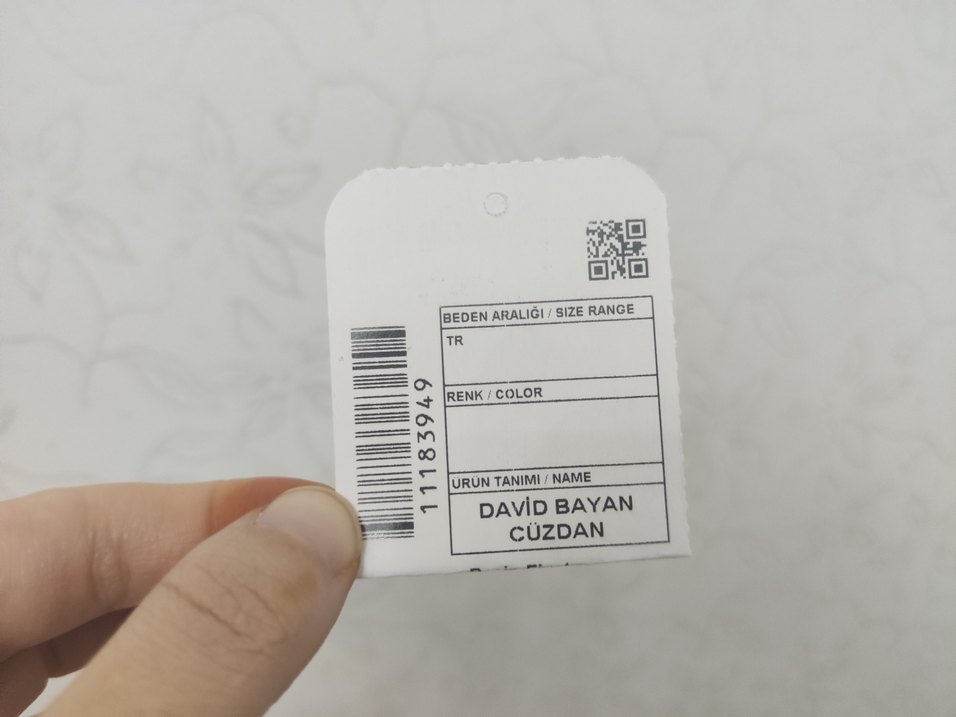 BEDEN ARALIĞI / SIZE RANGE
TR
RENK / COLOR
ÜRÜN TANIMI / NAME
DAVİD BAYAN
CÜZDAN
11183949